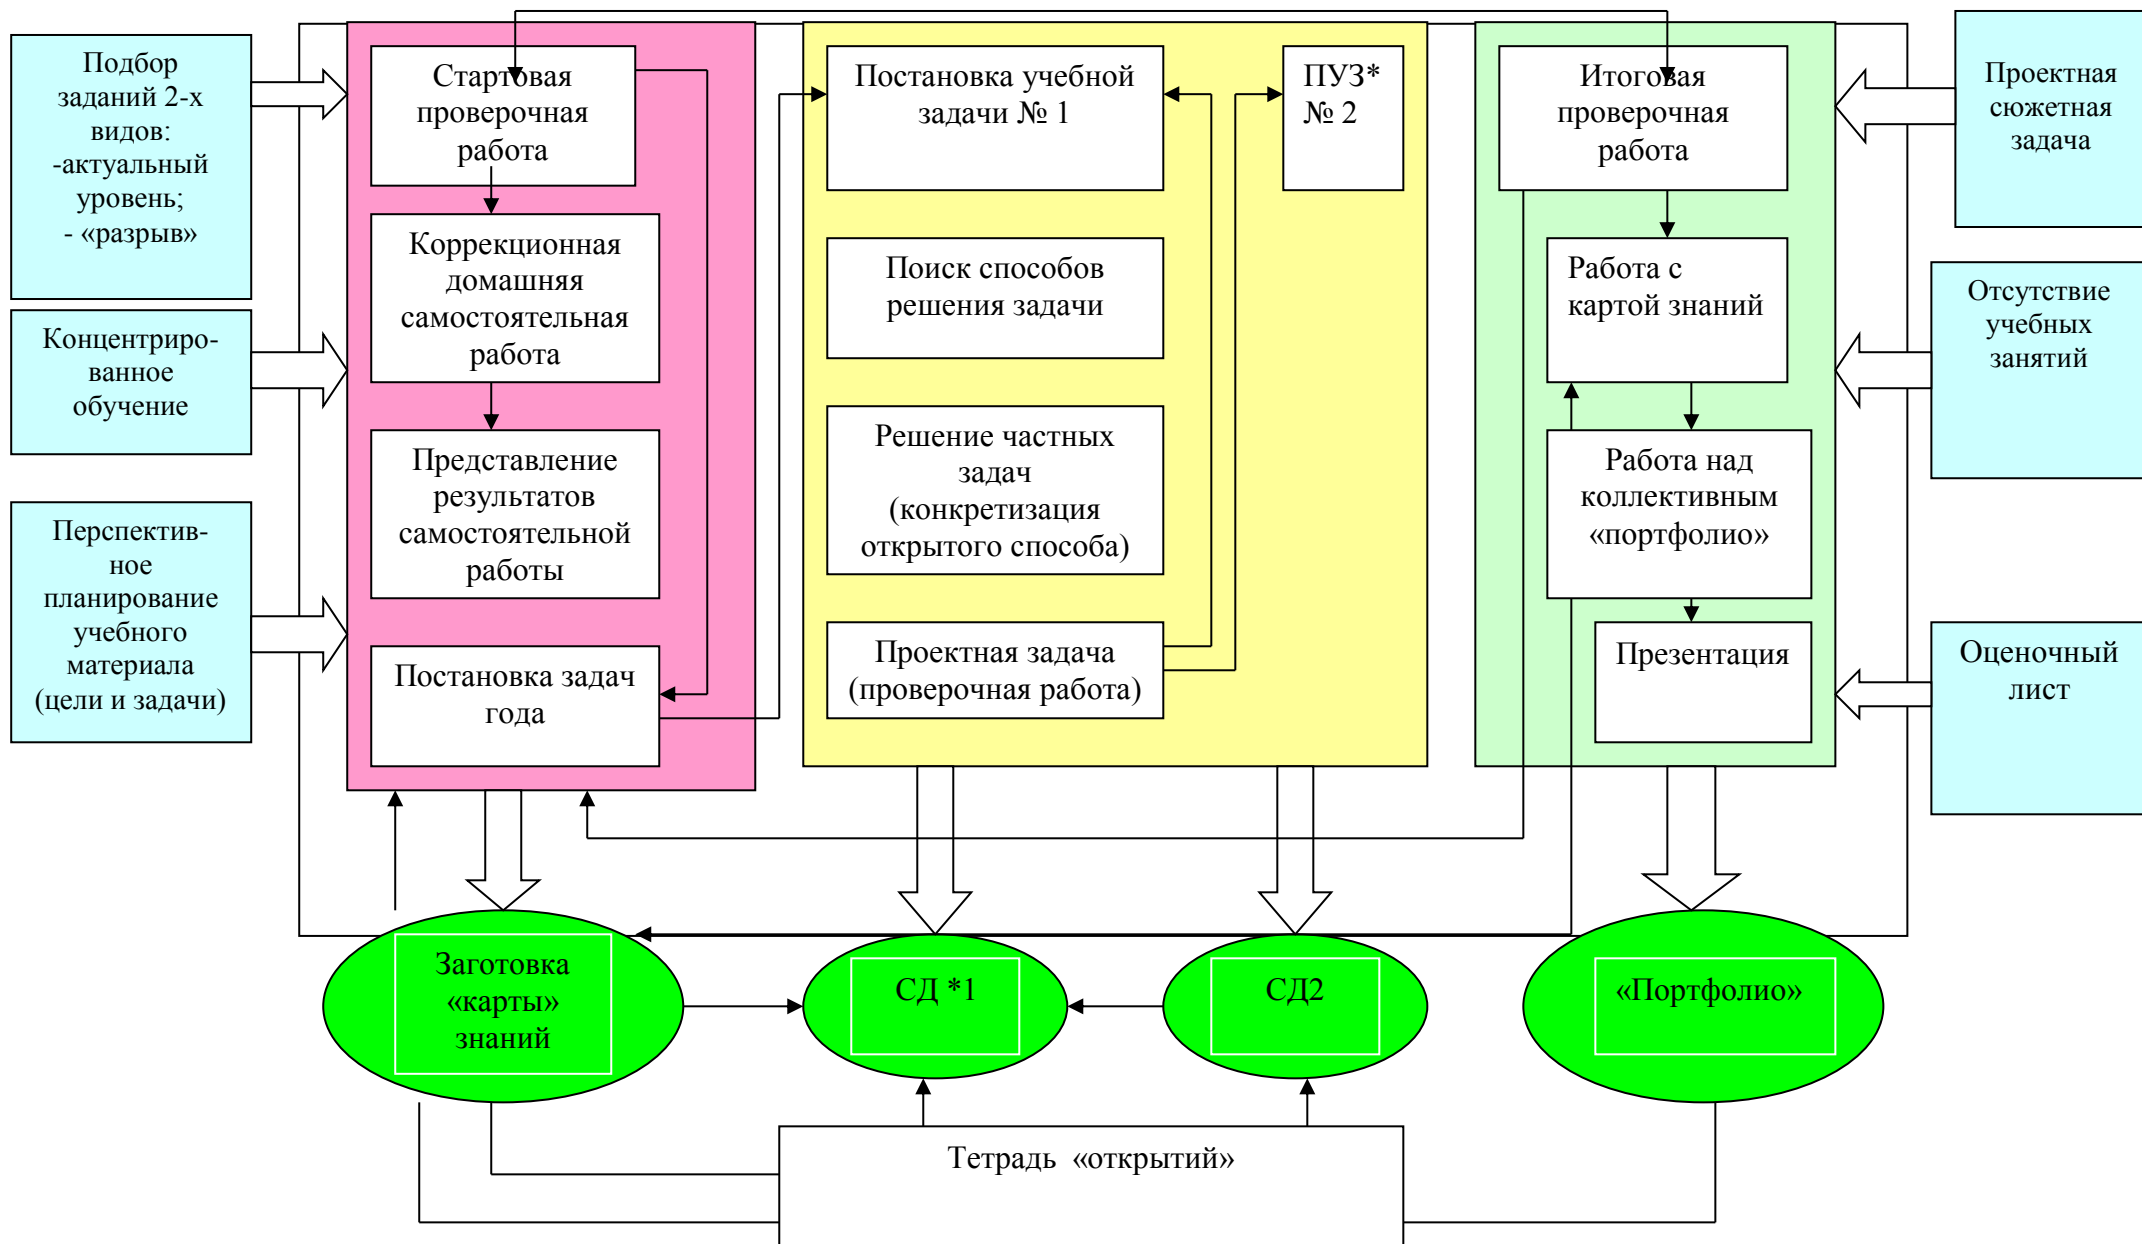 Подбор
заданий 2-х
видов:
-актуальный
уровень;
- «разрыв»
Концентриро-
ванное
обучение
Перспектив-
ное
планирование
учебного
материала
(цели и задачи)
Стартовая
проверочная
работа
Коррекционная
домашняя
самостоятельная
работа
Представление
результатов
самостоятельной
работы
Постановка задач
года
Постановка учебной
задачи № 1
ПУЗ*
№ 2
Поиск способов
решения задачи
Решение частных
задач
(конкретизация
открытого способа)
Проектная задача
(проверочная работа)
Итоговая
проверочная
работа
Работа с
картой знаний
Работа над
коллективным
«портфолио»
Презентация
Проектная
сюжетная
задача
Отсутствие
учебных
занятий
Оценочный
лист
Заготовка
«карты»
знаний
СД *1
СД2
«Портфолио»
Тетрадь «открытий»